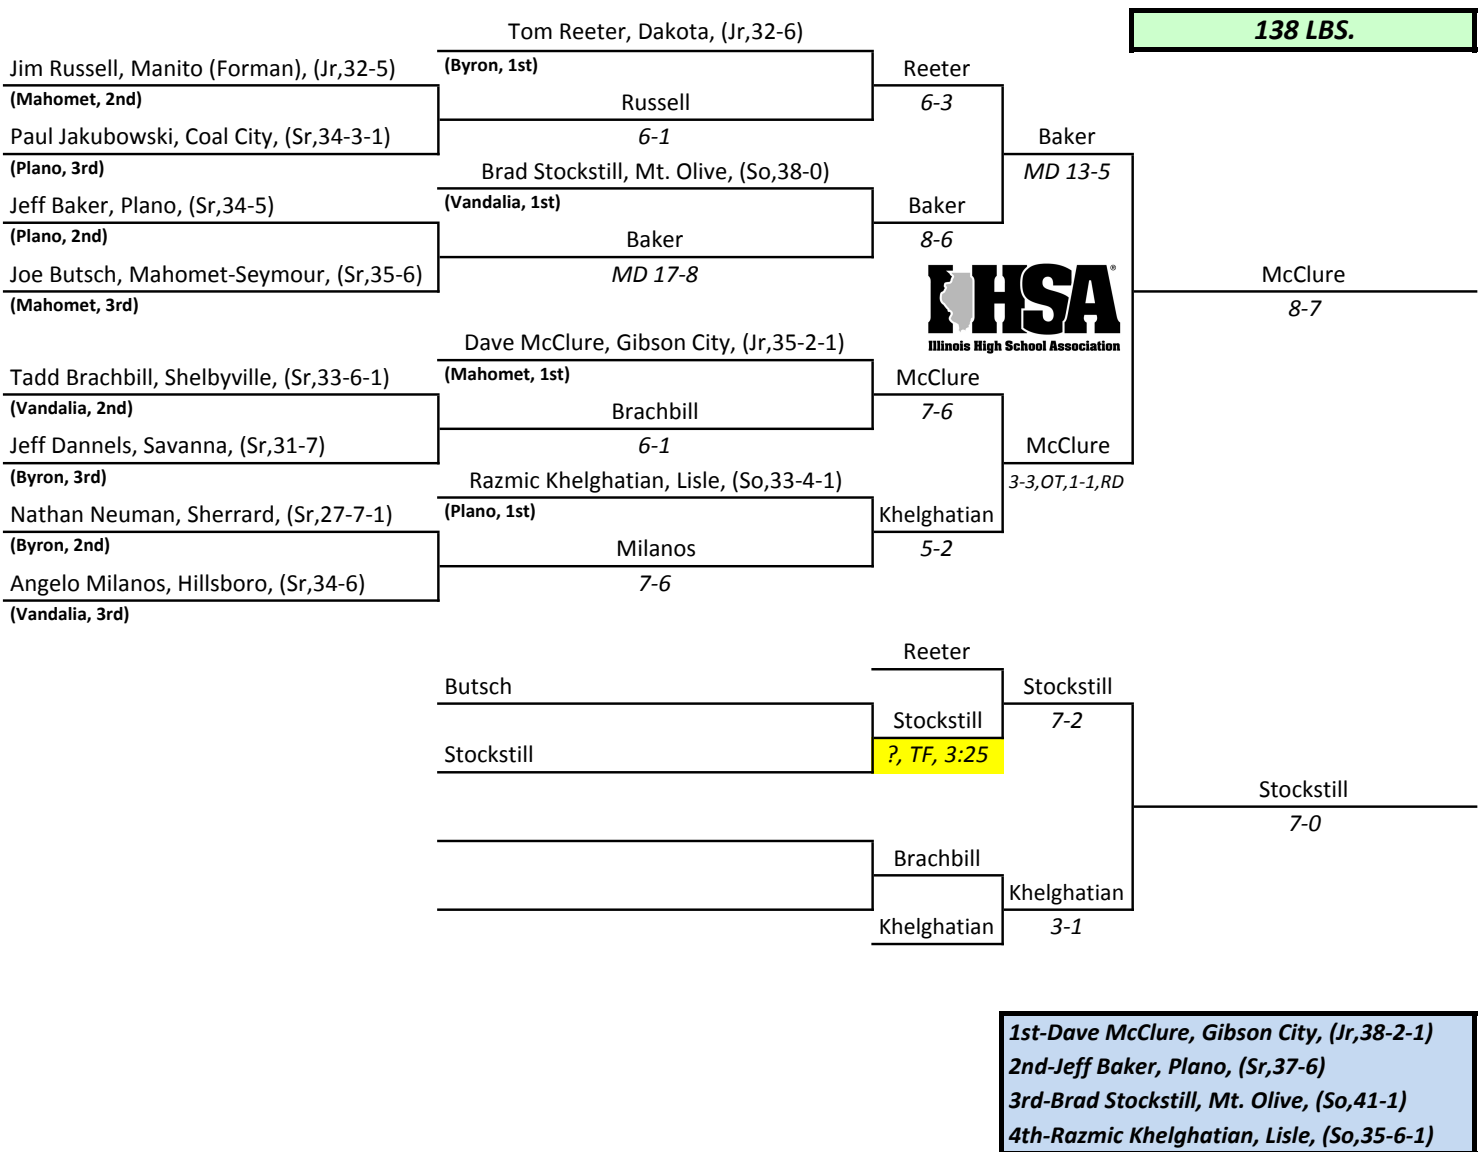 138 LBS.
Tom Reeter, Dakota, (Jr,32-6)
Jim Russell, Manito (Forman), (Jr,32-5)
(Byron, 1st)
Reeter
(Mahomet, 2nd)
Russell
6-3
Paul Jakubowski, Coal City, (Sr,34-3-1)
6-1
Baker
(Plano, 3rd)
Brad Stockstill, Mt. Olive, (So,38-0)
MD 13-5
Jeff Baker, Plano, (Sr,34-5)
(Vandalia, 1st)
Baker
(Plano, 2nd)
Baker
8-6
Joe Butsch, Mahomet-Seymour, (Sr,35-6)
MD 17-8
McClure
(Mahomet, 3rd)
8-7
IHSA
Illinois High School Association
Dave McClure, Gibson City, (Jr,35-2-1)
Tadd Brachbill, Shelbyville, (Sr,33-6-1)
(Mahomet, 1st)
McClure
(Vandalia, 2nd)
Brachbill
7-6
Jeff Dannels, Savanna, (Sr,31-7)
6-1
McClure
(Byron, 3rd)
Razmic Khelghatian, Lisle, (So,33-4-1)
3-3,OT,1-1,RD
Nathan Neuman, Sherrard, (Sr,27-7-1)
(Plano, 1st)
Khelghatian
(Byron, 2nd)
Milanos
5-2
Angelo Milanos, Hillsboro, (Sr,34-6)
7-6
(Vandalia, 3rd)
Reeter
Butsch
Stockstill
Stockstill
7-2
Stockstill
?, TF, 3:25
Stockstill
7-0
Brachbill
Khelghatian
Khelghatian
3-1
1st-Dave McClure, Gibson City, (Jr,38-2-1)
2nd-Jeff Baker, Plano, (Sr,37-6)
3rd-Brad Stockstill, Mt. Olive, (So,41-1)
4th-Razmic Khelghatian, Lisle, (So,35-6-1)